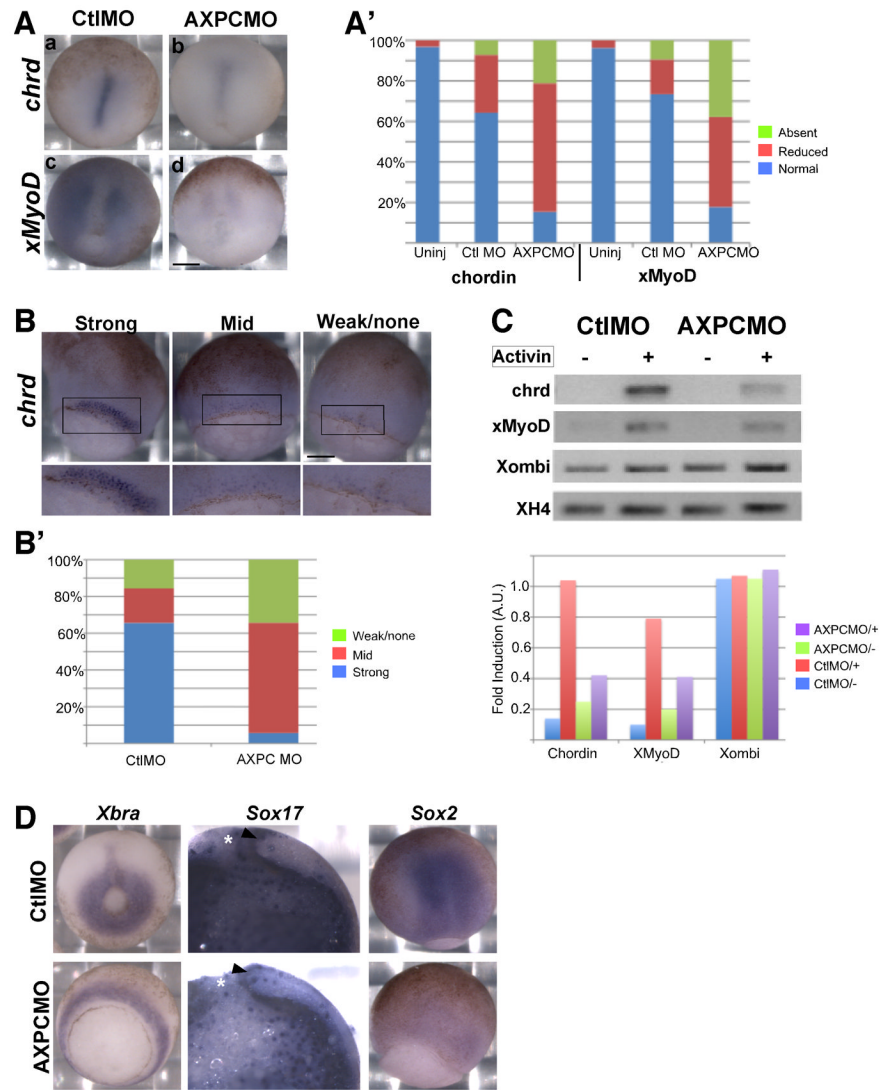 A
CtlMO AXPCMO
a b
chrd
c d
xMyoD
A’
100%
80%
60%
40%
20%
Uninj Ctl MO AXPCMO Uninj Ctl MO AXPCMO
chordin xMyoD
Absent
Reduced
Normal
B
Strong Mid Weak/none
chrd
B’
100%
80%
60%
40%
20%
CtlMO AXPC MO
Weak/none
Mid
Strong
C
CtlMO AXPCMO
Activin - + - +
chrd
xMyoD
Xombi
XH4
Fold Induction (A.U.)
1.0
0.8
0.6
0.4
0.2
Chordin XMyoD Xombi
AXPCMO/+
AXPCMO/-
CtlMO/+
CtlMO/-
D
Xbra Sox17 Sox2
CtlMO
*
AXPCMO
*